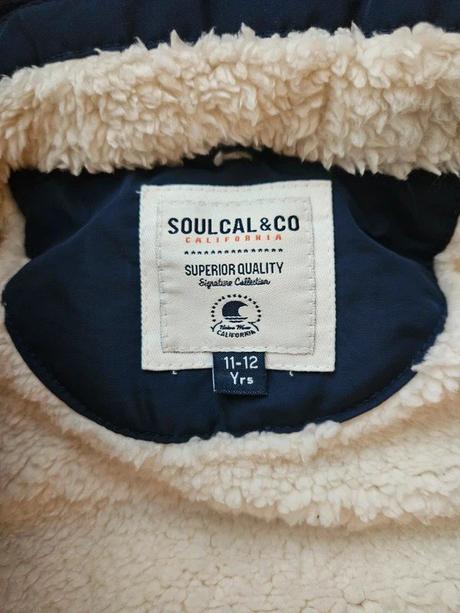 SOULCAL&CO
CALIFORNIA
SUPERIOR QUALITY
Signature Collection
CALIFORNIA
11-12
Yrs